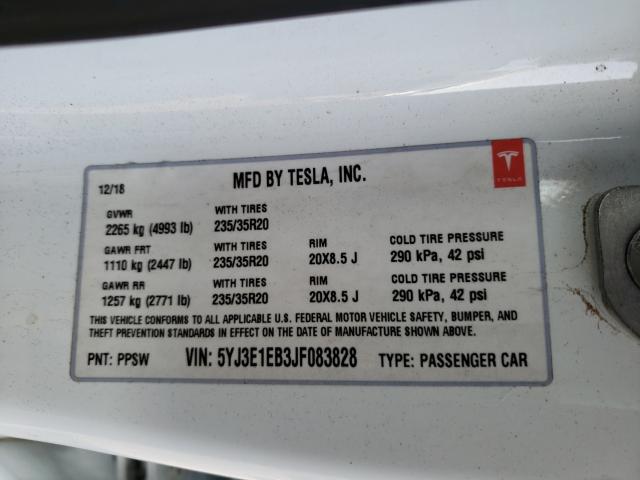 12/18 MFD BY TESLA, INC.
TESLA
GVWR WITH TIRES
2265 kg (4993 lb) 235/35R20
GAWR FRT WITH TIRES RIM COLD TIRE PRESSURE
1110 kg (2447 lb) 235/35R20 20X8.5 J 290 kPa, 42 psi
GAWR RR WITH TIRES RIM COLD TIRE PRESSURE
1257 kg (2771 lb) 235/35R20 20X8.5 J 290 kPa, 42 psi
THIS VEHICLE CONFORMS TO ALL APPLICABLE U.S. FEDERAL MOTOR VEHICLE SAFETY, BUMPER, AND
THEFT PREVENTION STANDARDS IN EFFECT ON THE DATE OF MANUFACTURE SHOWN ABOVE.
PNT: PPSW VIN: 5YJ3E1EB3JF083828 TYPE: PASSENGER CAR